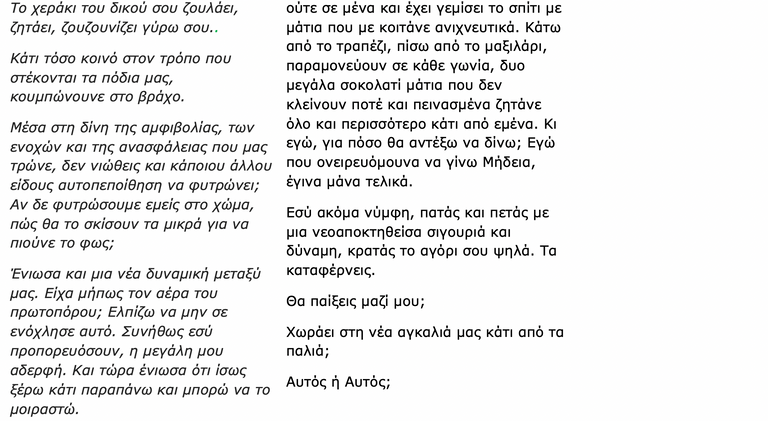 Το χεράκι του δικού σου ζουλάει,
ζητάει, ζουζουνίζει γύρω σου..
Κάτι τόσο κοινό στον τρόπο που
στέκονται τα πόδια μας,
κουμπώνουνε στο βράχο.
Μέσα στη δίνη της αμφιβολίας, των
ενοχών και της ανασφάλειας που μας
τρώνε, δεν νιώθεις και κάποιου άλλου
είδους αυτοπεποίθηση να φυτρώνει;
Αν δε φυτρώσουμε εμείς στο χώμα,
πώς θα το σκίσουν τα μικρά για να
πιούνε το φως;
Ένιωσα και μια νέα δυναμική μεταξύ
μας. Είχα μήπως τον αέρα του
πρωτοπόρου; Ελπίζω να μην σε
ενόχλησε αυτό. Συνήθως εσύ
προπορευόσουν, η μεγάλη μου
αδερφή. Και τώρα ένιωσα ότι ίσως
ξέρω κάτι παραπάνω και μπορώ να το
μοιραστώ.
ούτε σε μένα και έχει γεμίσει το σπίτι με
μάτια που με κοιτάνε ανιχνευτικά. Κάτω
από το τραπέζι, πίσω από το μαξιλάρι,
παραμονεύουν σε κάθε γωνία, δυο
μεγάλα σοκολατί μάτια που δεν
κλείνουν ποτέ και πεινασμένα ζητάνε
όλο και περισσότερο κάτι από εμένα. Κι
εγώ, για πόσο θα αντέξω να δίνω; Εγώ
που ονειρευόμουνα να γίνω Μήδεια,
έγινα μάνα τελικά.
Εσύ ακόμα νύμφη, πατάς και πετάς με
μια νεοαποκτηθείσα σιγουριά και
δύναμη, κρατάς το αγόρι σου ψηλά. Τα
καταφέρνεις.
Θα παίξεις μαζί μου;
Χωράει στη νέα αγκαλιά μας κάτι από τα
παλιά;
Αυτός ή Αυτός;